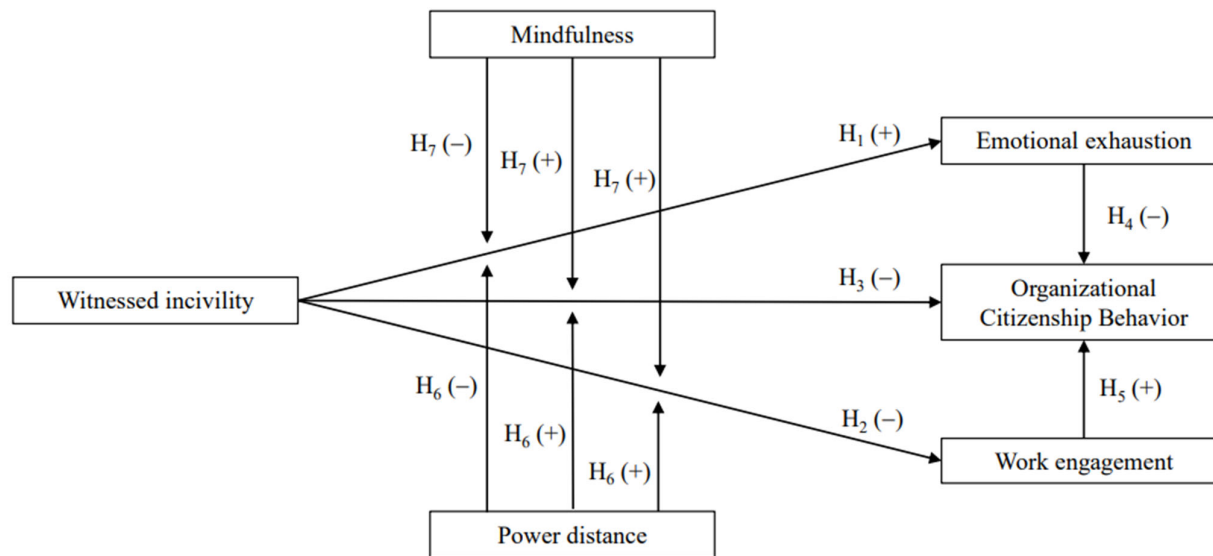 Mindfulness
H₇ (–)
H₇ (+)
H₇ (+)
H₁ (+)
Emotional exhaustion
H₄ (–)
Witnessed incivility
H₃ (–)
Organizational
Citizenship Behavior
H₆ (–)
H₆ (+)
H₆ (+)
H₂ (–)
H₅ (+)
Work engagement
Power distance